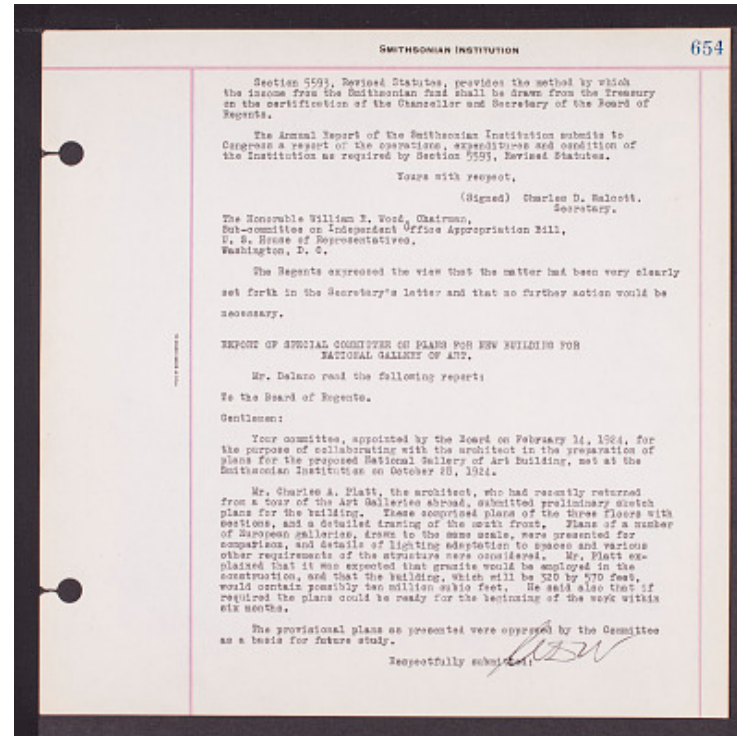 SMITHSONIAN INSTITUTION
654
Section 5593, Revised Statutes, provides the method by which
the income from the Smithsonian fund shall be drawn from the Treasury
on the certification of the Chancellor and Secretary of the Board of
Regents.
The Annual Report of the Smithsonian Institution submits to
Congress a report of the operations, expenditures and condition of
the Institution as required by Section 5593, Revised Statutes.
Yours with respect,
(Signed) Charles D. Walcott.
Secretary.
The Honorable William R. Wood, Chairman,
Sub-committee on Independent Office Appropriation Bill,
U. S. House of Representatives,
Washington, D. C.
The Regents expressed the view that the matter had been very clearly
set forth in the Secretary's letter and that no further action would be
necessary.
REPORT OF SPECIAL COMMITTEE ON PLANS FOR NEW BUILDING FOR
NATIONAL GALLERY OF ART.
Mr. Delano read the following report:
To the Board of Regents.
Gentlemen:
Your committee, appointed by the Board on February 14, 1924, for
the purpose of collaborating with the architect in the preparation of
plans for the proposed National Gallery of Art Building, met at the
Smithsonian Institution on October 28, 1924.
Mr. Charles A. Platt, the architect, who had recently returned
from a tour of the Art Galleries abroad, submitted preliminary sketch
plans for the building. These comprised plans of the three floors with
sections, and a detailed drawing of the south front. Plans of a number
of European galleries, drawn to the same scale, were presented for
comparison, and details of lighting adaptation to spaces and various
other requirements of the structure were considered. Mr. Platt ex-
plained that it was expected that granite would be employed in the
construction, and that the building, which will be 320 by 570 feet,
would contain possibly ten million cubic feet. He said also that if
required the plans could be ready for the beginning of the work within
six months.
The provisional plans as presented were approved by the Committee
as a basis for future study.
Respectfully submitted: